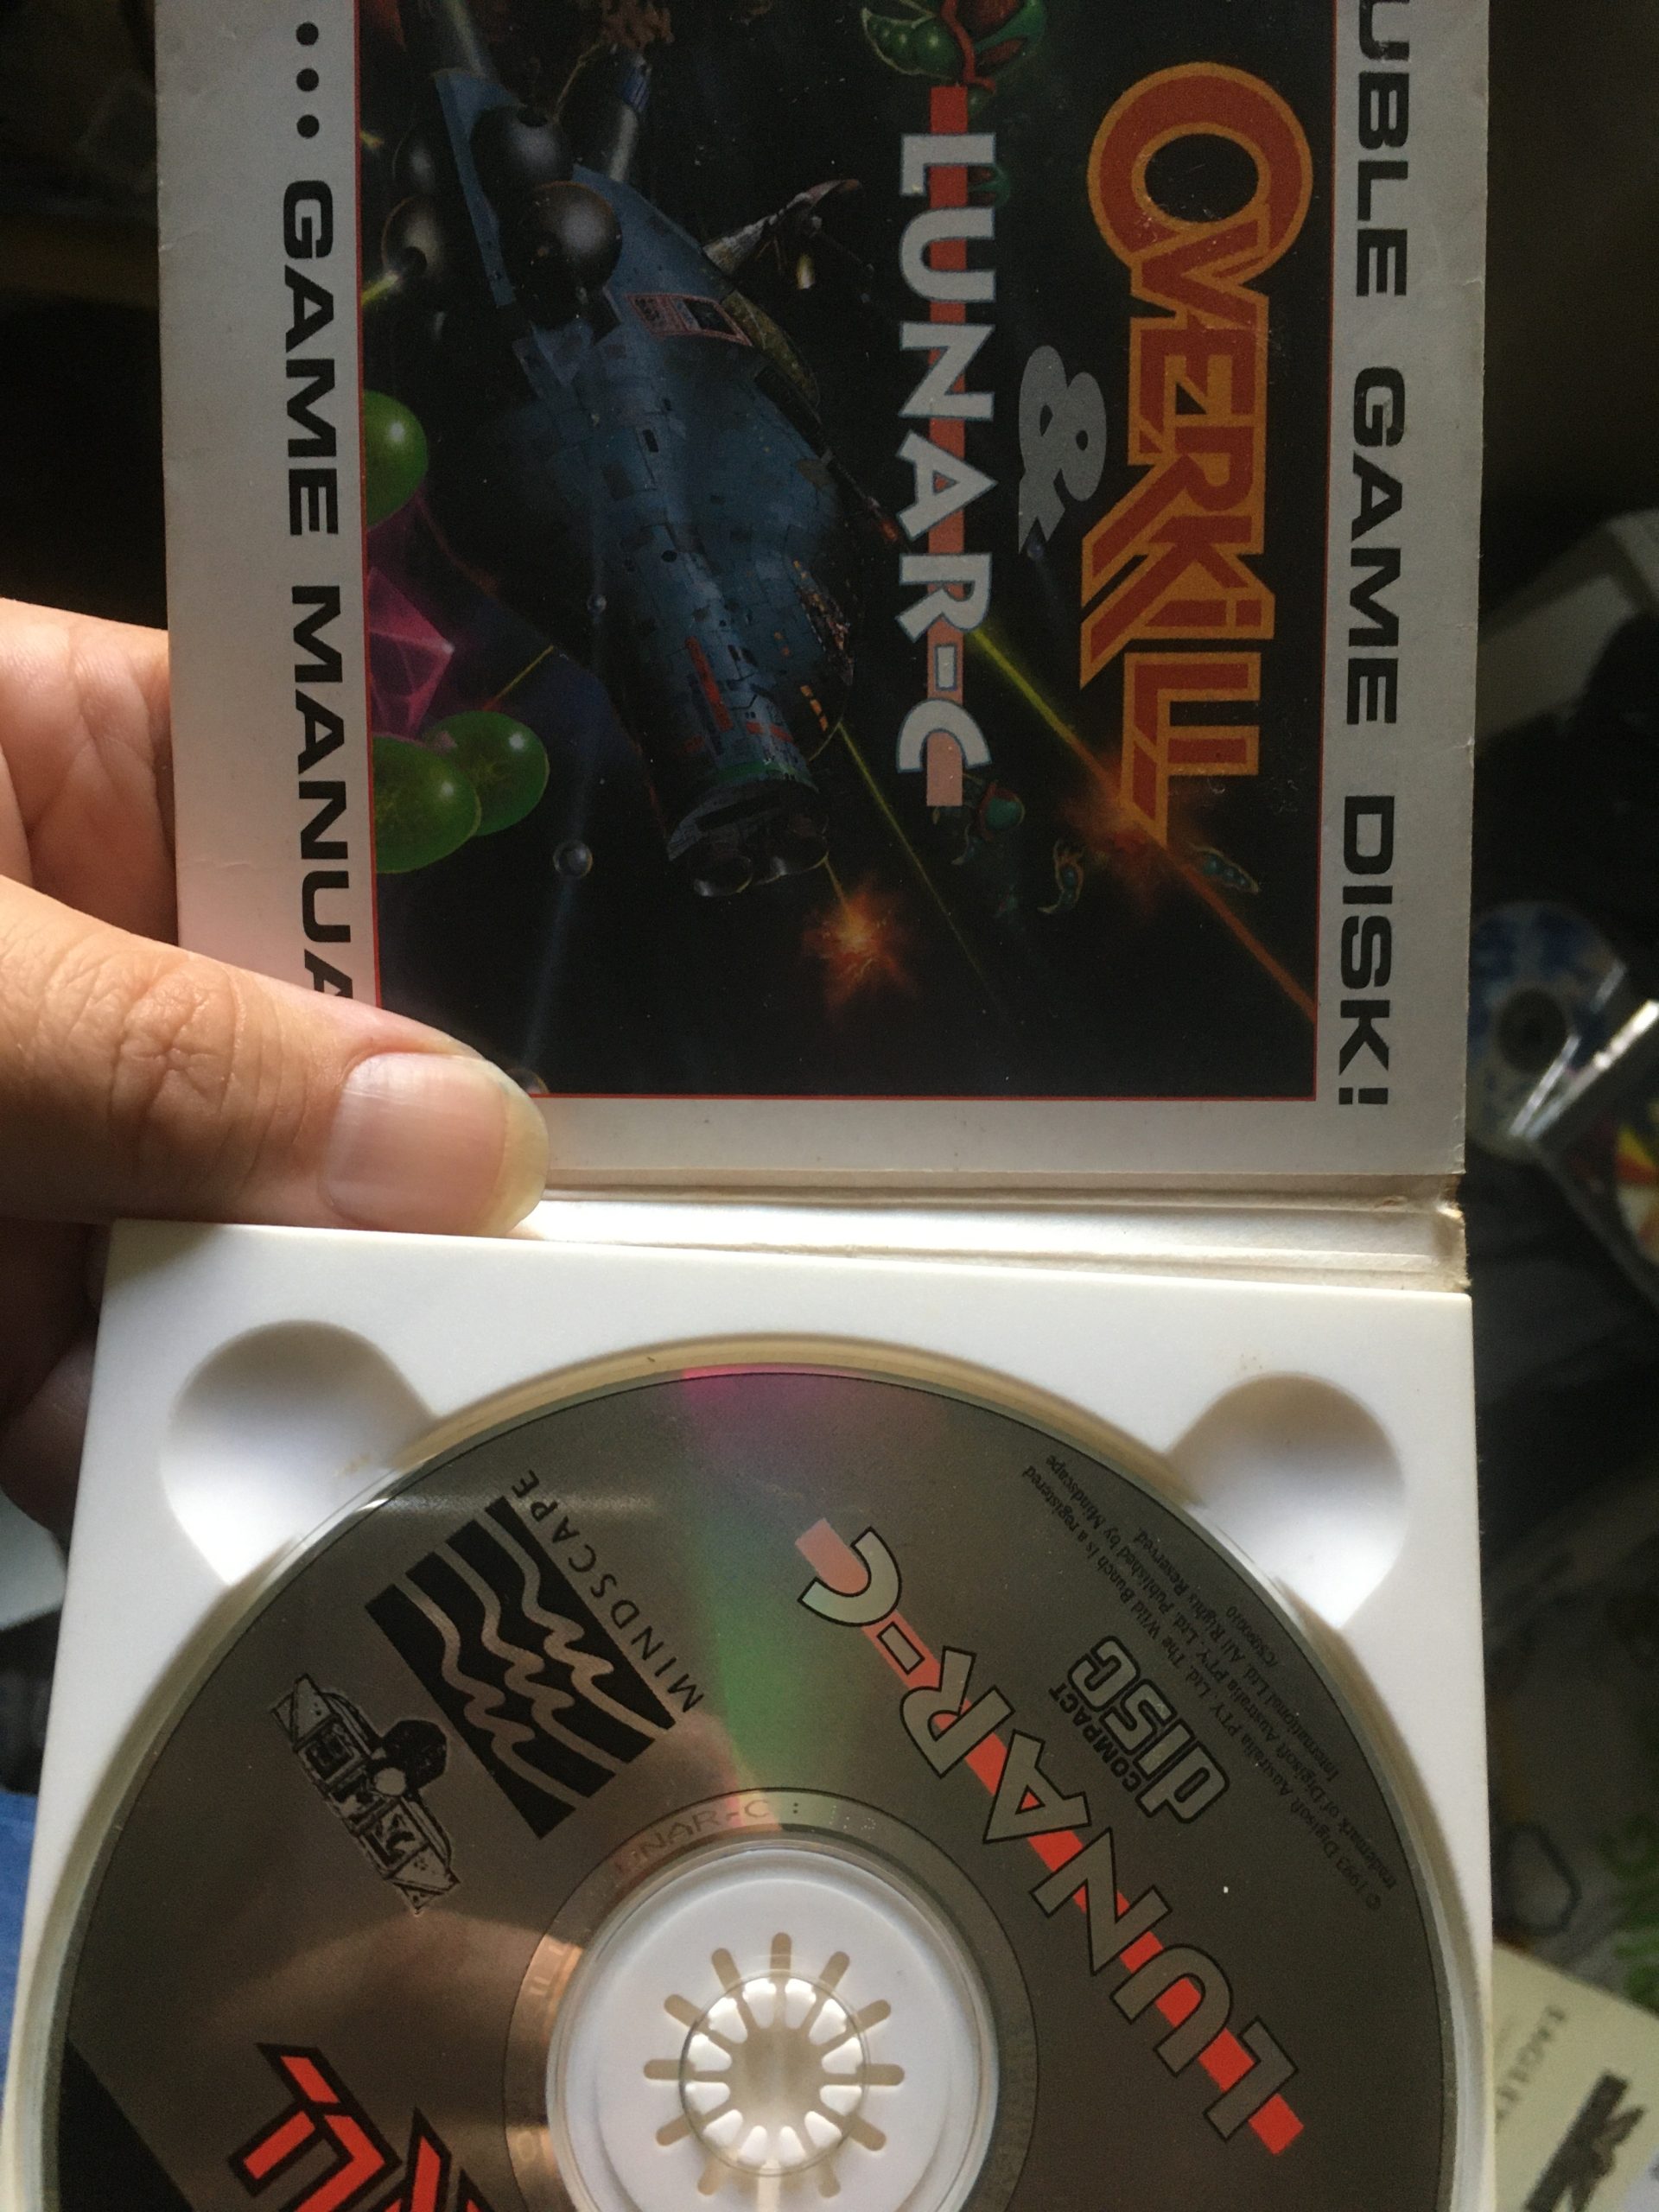 UBLE GAME DISK!
OVERKILL
&
LUNAR-C
... GAME MANUA
MINDSCAPE
LUNAR-C
COMPACT
disc
© 1993 Digisoft Australia PTY. Ltd. The Wild Bunch is a registered
trademark of Digisoft Australia PTY. Ltd. Published by Mindscape
International Ltd. All Rights Reserved
LUNAR-C :